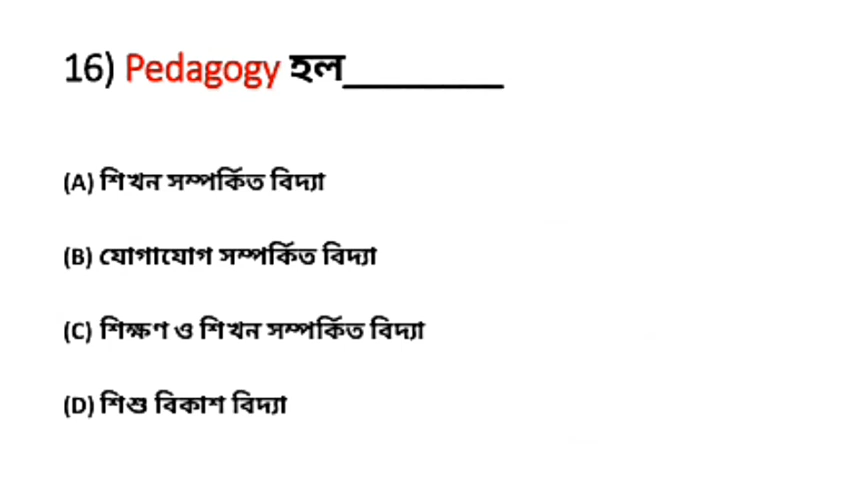 16) Pedagogy হল________
(A) শিখন সম্পর্কিত বিদ্যা
(B) যোগাযোগ সম্পর্কিত বিদ্যা
(C) শিক্ষণ ও শিখন সম্পর্কিত বিদ্যা
(D) শিশু বিকাশ বিদ্যা